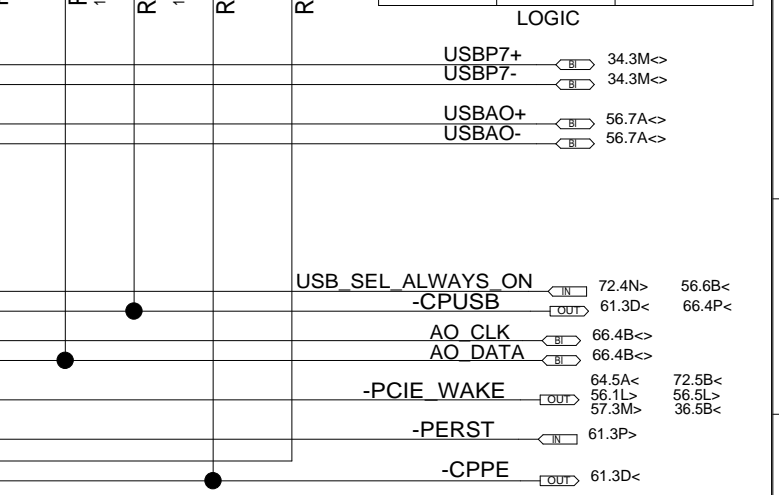 R
R
R
R
LOGIC
USBP7+ BI 34.3M<>
USBP7- BI 34.3M<>
USBAO+ BI 56.7A<>
USBAO- BI 56.7A<>
USB_SEL_ALWAYS_ON IN 72.4N> 56.6B<
-CPUSB OUT 61.3D< 66.4P<
AO_CLK BI 66.4B<>
AO_DATA BI 66.4B<>
64.5A< 72.5B<
-PCIE_WAKE OUT 56.1L> 56.5L>
57.3M> 36.5B<
-PERST IN 61.3P>
-CPPE OUT 61.3D<